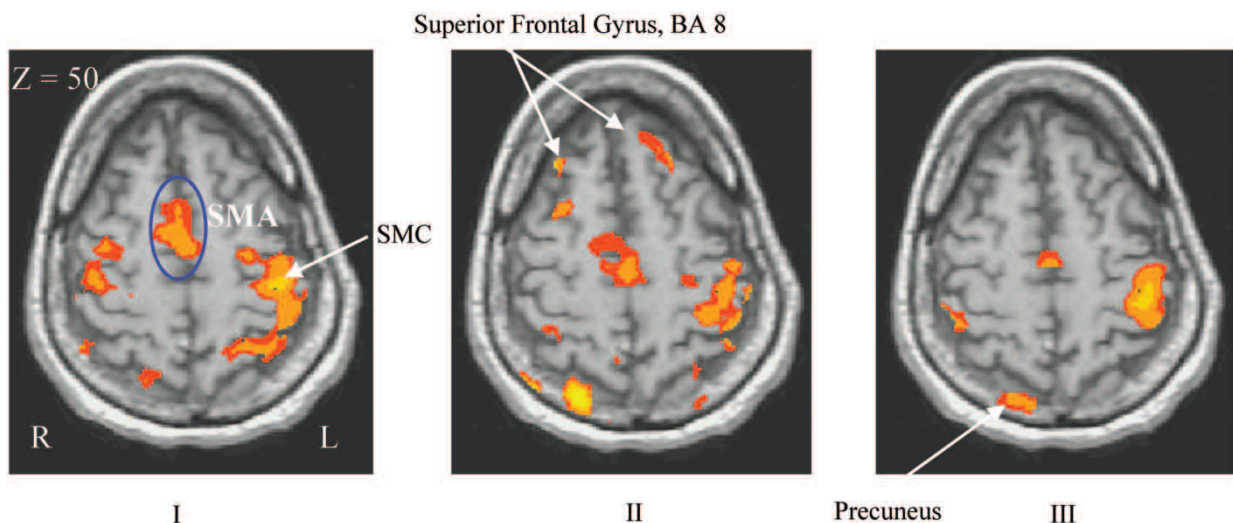 Superior Frontal Gyrus, BA 8
Z = 50
SMA
SMC
R
L
Precuneus
I
II
III